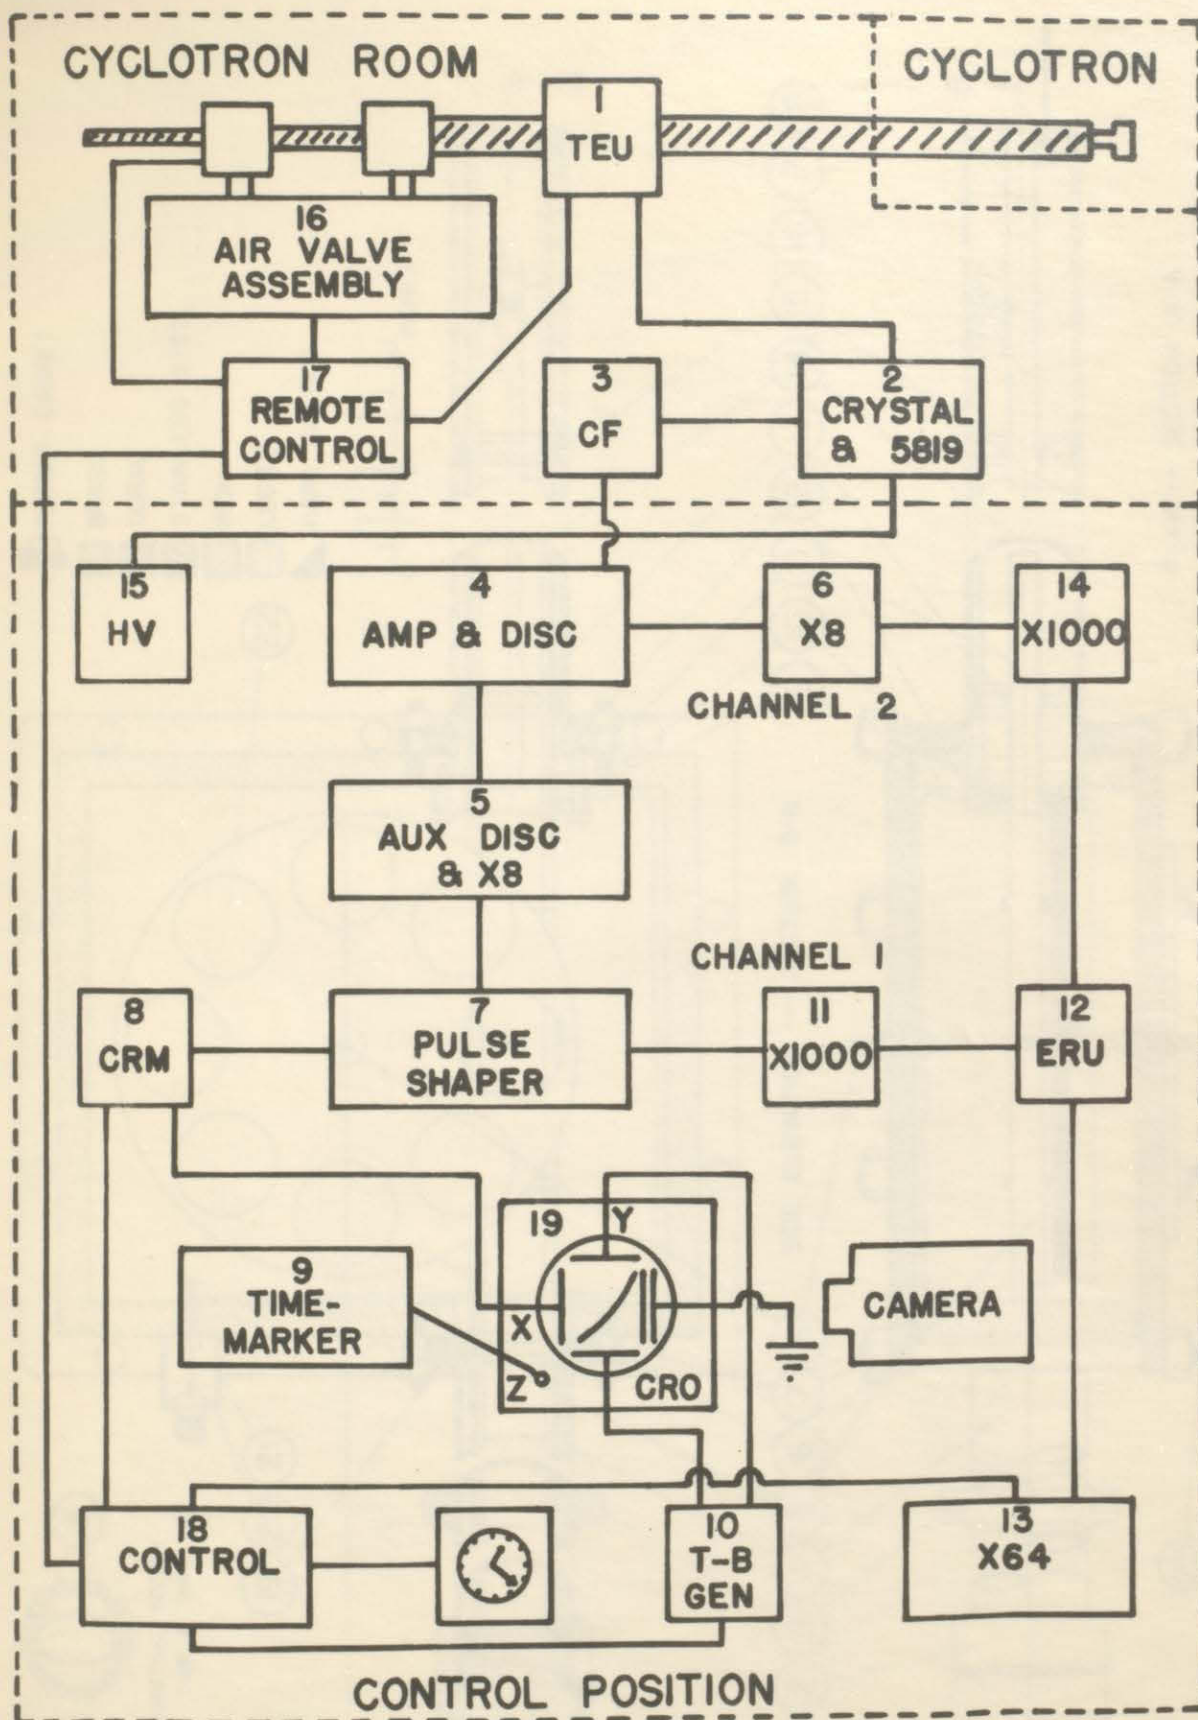 CYCLOTRON ROOM
CYCLOTRON
1
TEU
16
AIR VALVE
ASSEMBLY
17
REMOTE
CONTROL
3
CF
2
CRYSTAL
& 5819
15
HV
4
AMP & DISC
6
X8
14
X1000
CHANNEL 2
5
AUX DISC
& X8
CHANNEL 1
8
CRM
7
PULSE
SHAPER
11
X1000
12
ERU
9
TIME-
MARKER
19
Y
X
Z
CRO
CAMERA
18
CONTROL
10
T-B
GEN
13
X64
CONTROL POSITION